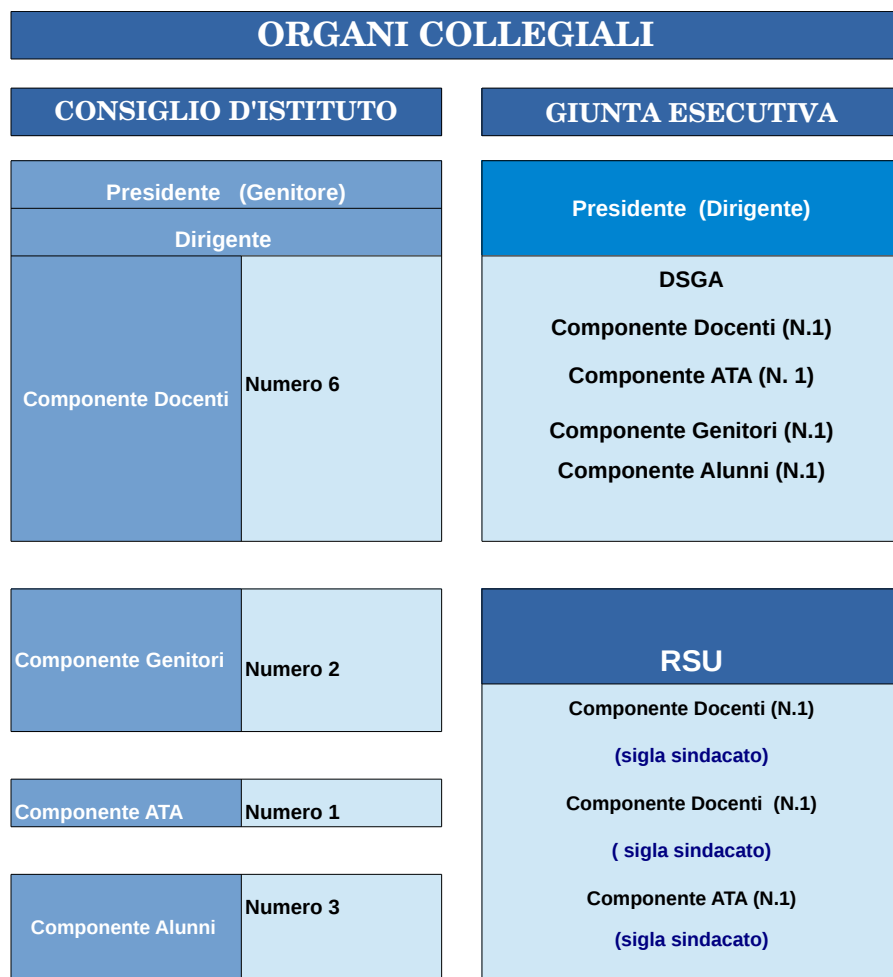 ORGANI COLLEGIALI
CONSIGLIO D'ISTITUTO
Presidente (Genitore)
Dirigente
Componente Docenti
Numero 6
Componente Genitori
Numero 2
Componente ATA
Numero 1
Componente Alunni
Numero 3
GIUNTA ESECUTIVA
Presidente (Dirigente)
DSGA
Componente Docenti (N.1)
Componente ATA (N. 1)
Componente Genitori (N.1)
Componente Alunni (N.1)
RSU
Componente Docenti (N.1)
(sigla sindacato)
Componente Docenti (N.1)
( sigla sindacato)
Componente ATA (N.1)
(sigla sindacato)